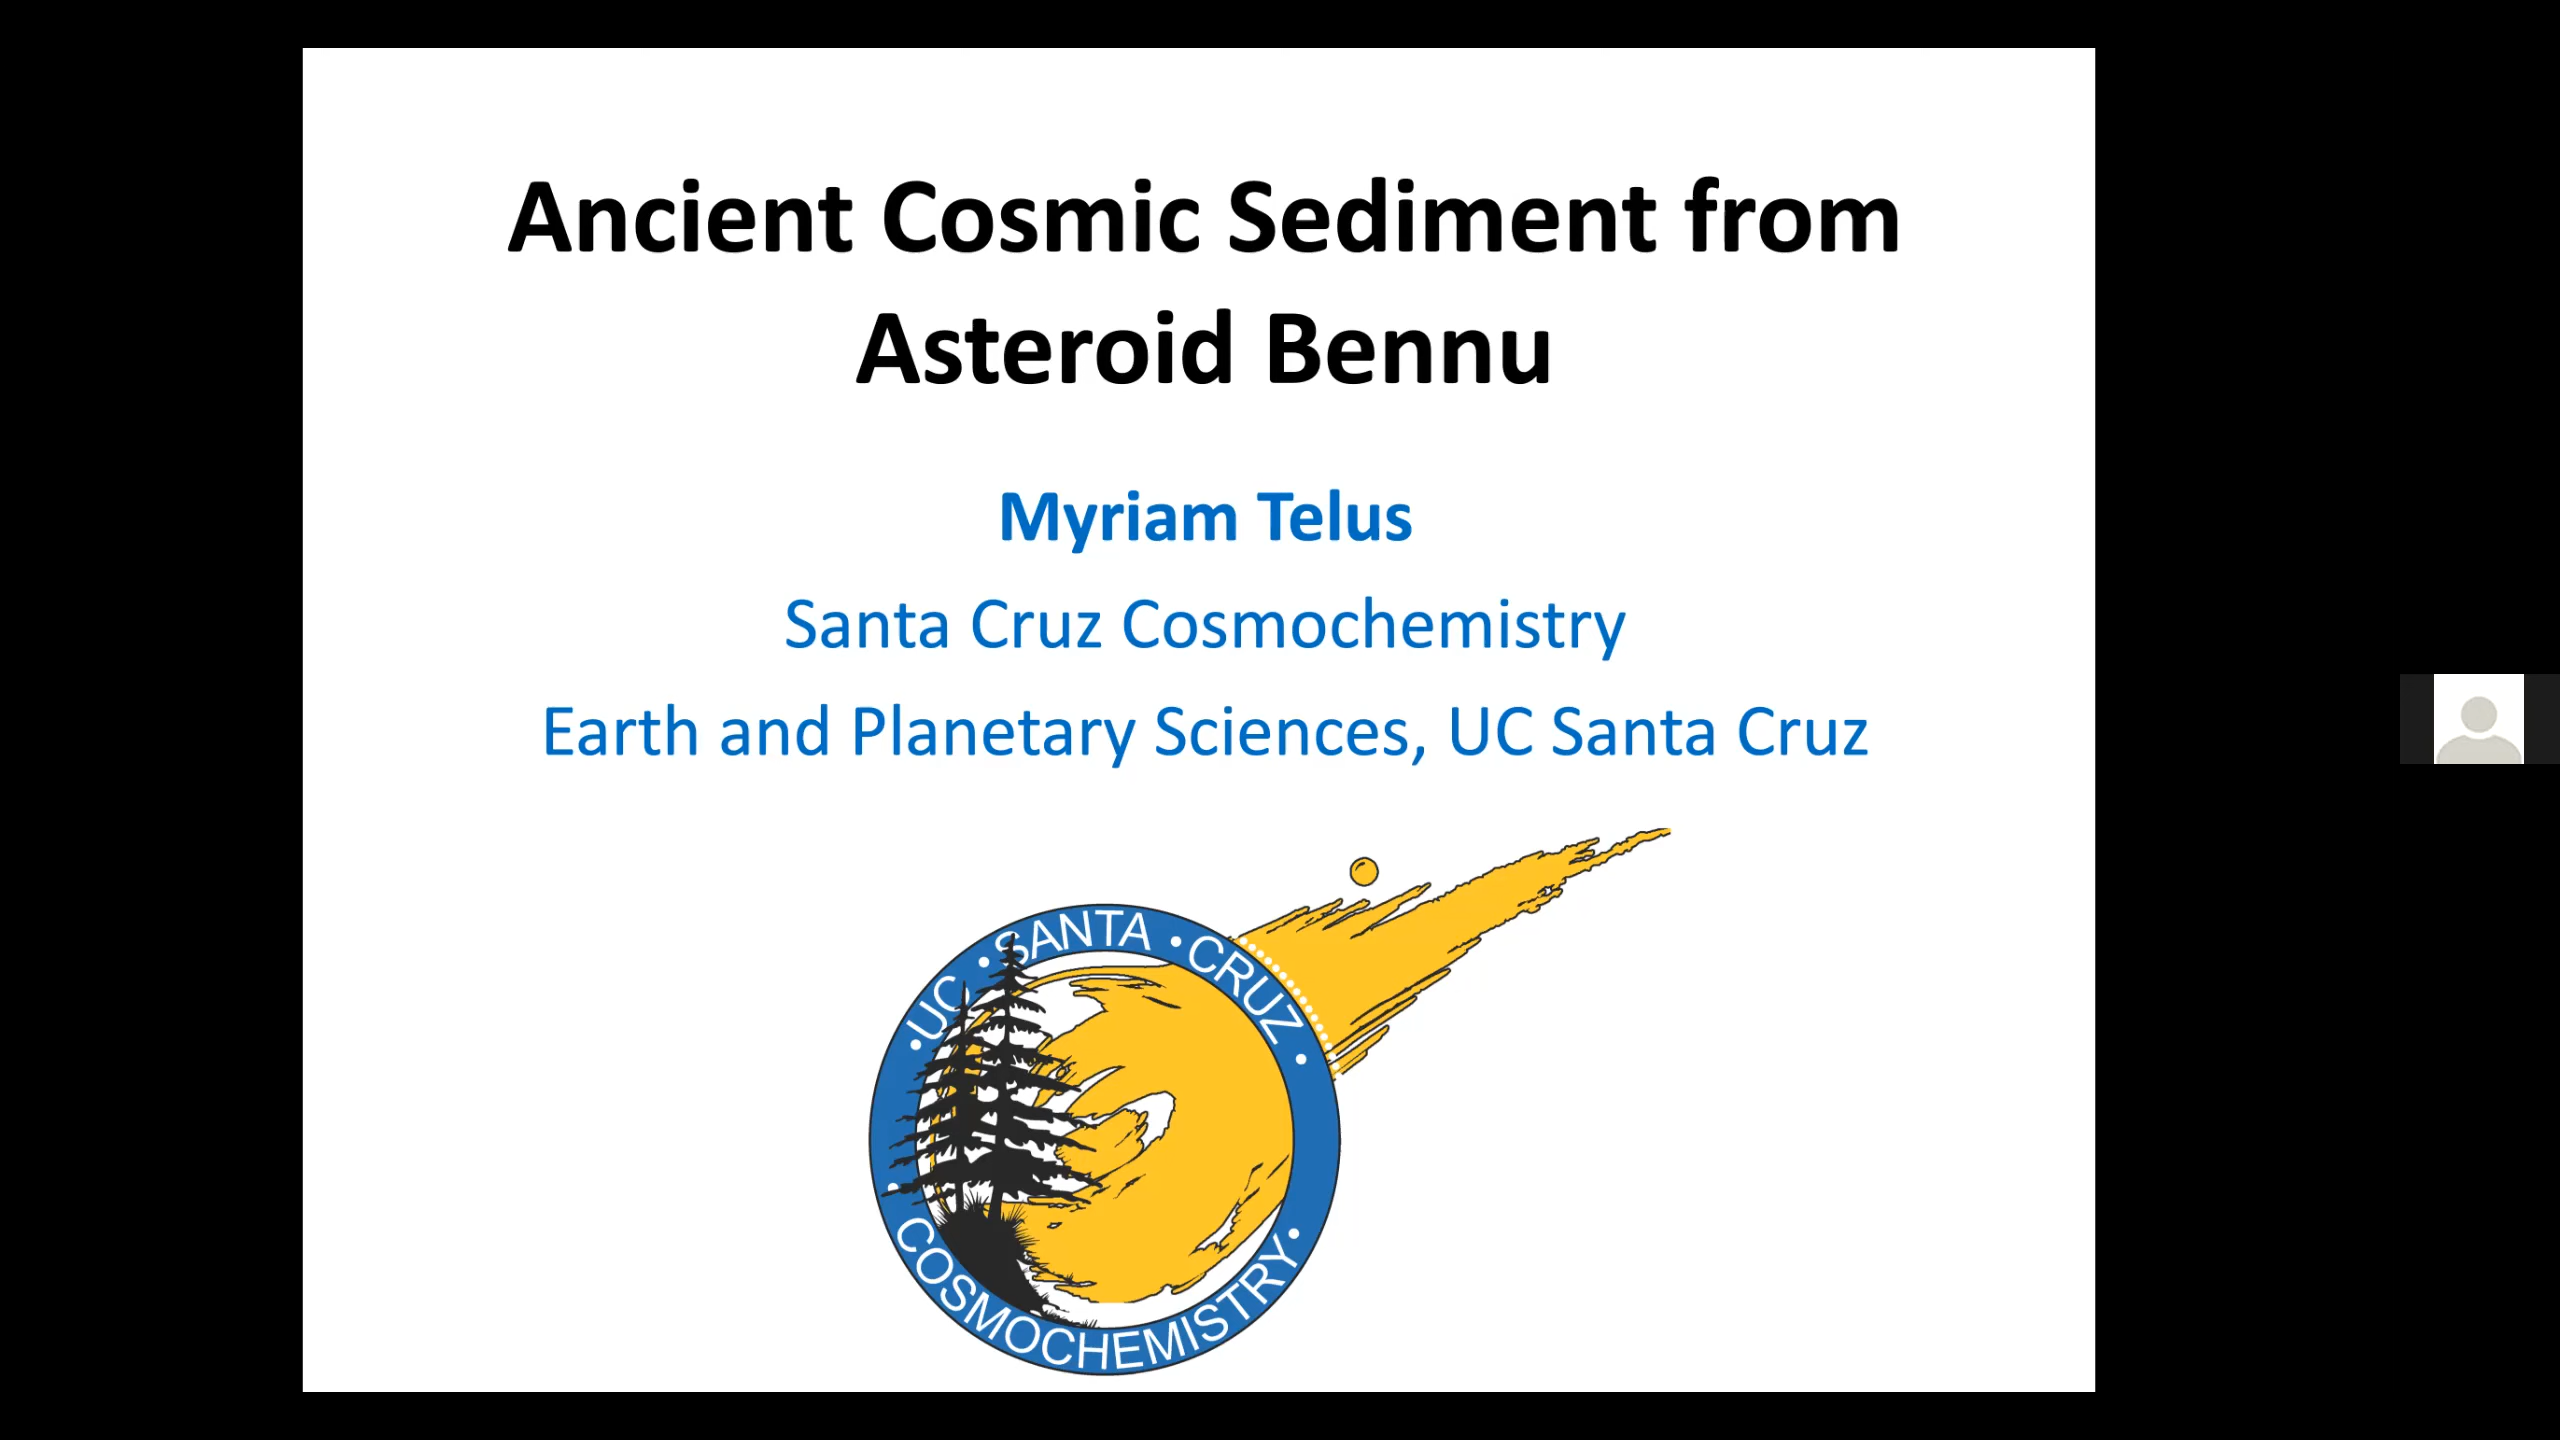 Ancient Cosmic Sediment from
Asteroid Bennu
Myriam Telus
Santa Cruz Cosmochemistry
Earth and Planetary Sciences, UC Santa Cruz
•UC •SANTA •CRUZ •
• COSMOCHEMISTRY•